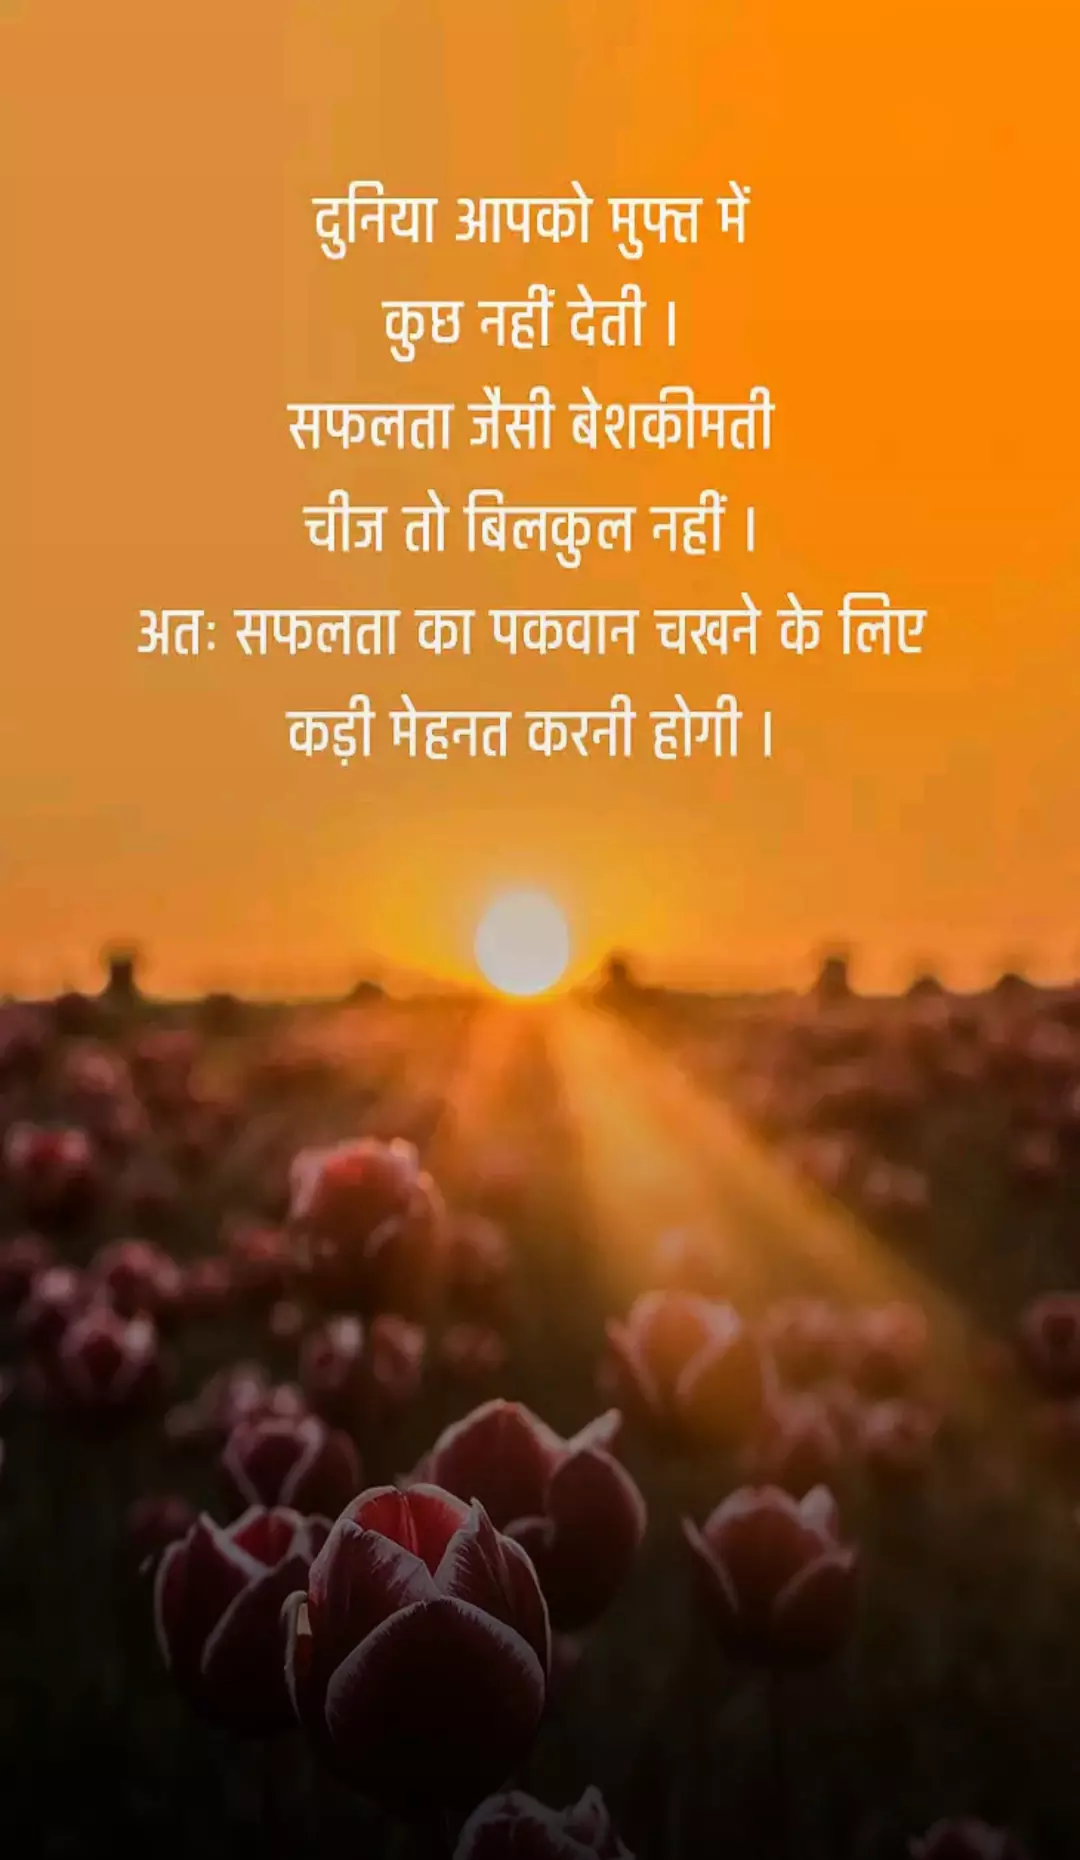 दुनिया आपको मुफ्त में
कुछ नहीं देती ।
सफलता जैसी बेशकीमती
चीज तो बिलकुल नहीं ।
अतः सफलता का पकवान चखने के लिए
कड़ी मेहनत करनी होगी ।